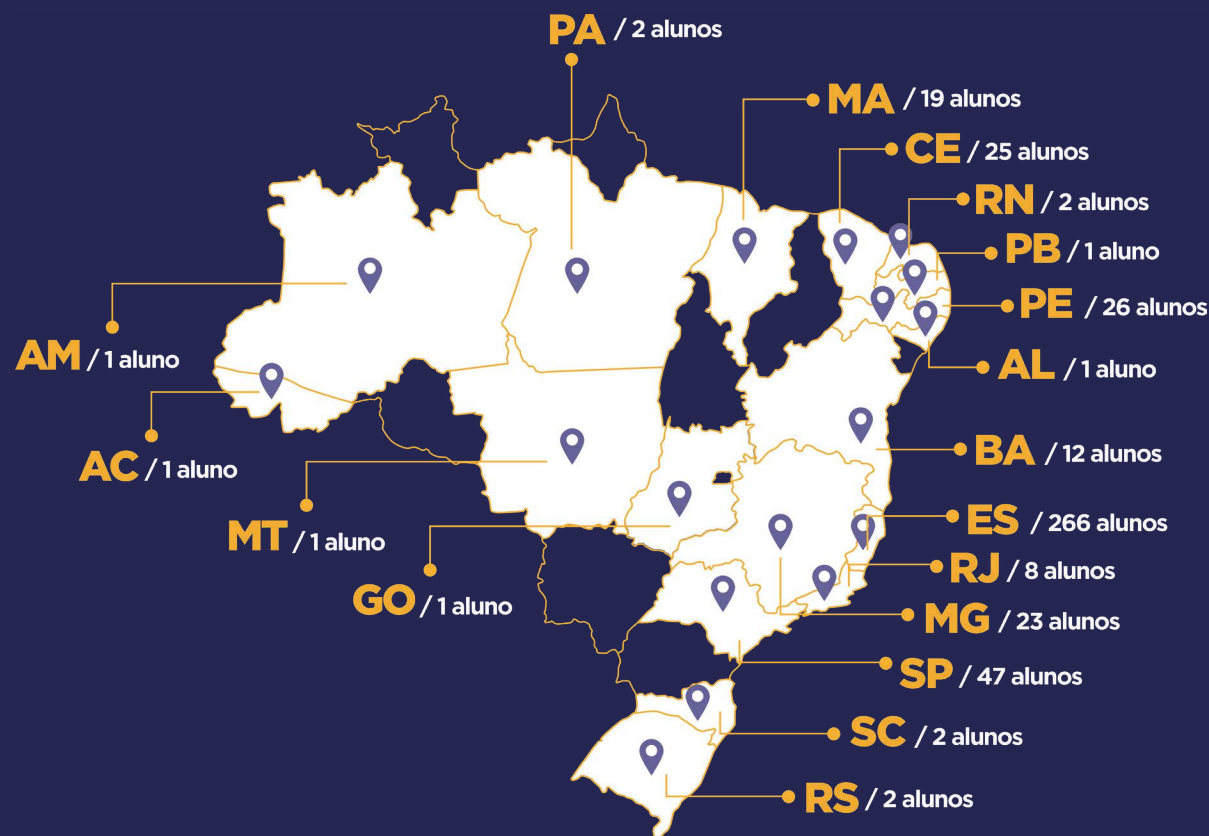 PA / 2 alunos
MA / 19 alunos
CE / 25 alunos
RN / 2 alunos
PB / 1 aluno
PE / 26 alunos
AL / 1 aluno
BA / 12 alunos
ES / 266 alunos
RJ / 8 alunos
MG / 23 alunos
SP / 47 alunos
SC / 2 alunos
RS / 2 alunos
AM / 1 aluno
AC / 1 aluno
MT / 1 aluno
GO / 1 aluno